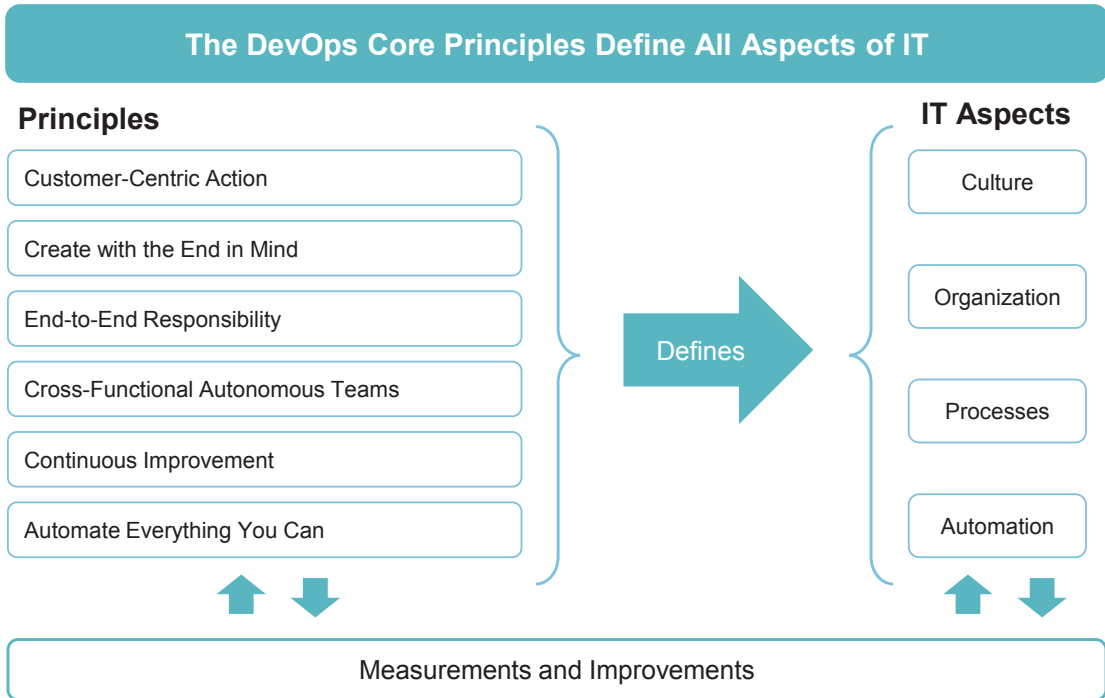 The DevOps Core Principles Define All Aspects of IT
Principles
Customer-Centric Action
Create with the End in Mind
End-to-End Responsibility
Cross-Functional Autonomous Teams
Continuous Improvement
Automate Everything You Can
Defines
IT Aspects
Culture
Organization
Processes
Automation
Measurements and Improvements